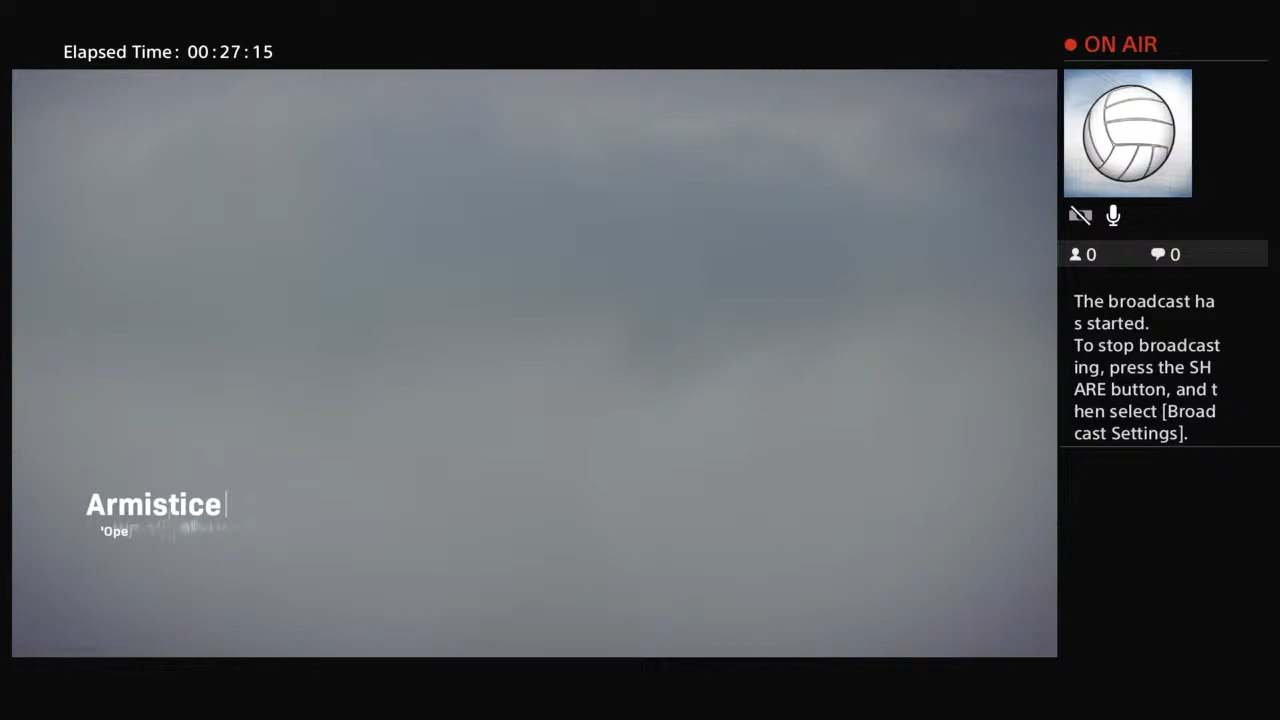 Elapsed Time: 00:27:15
ON AIR
0 0
The broadcast ha
s started.
To stop broadcast
ing, press the SH
ARE button, and t
hen select [Broad
cast Settings].
Armistice
'Ope